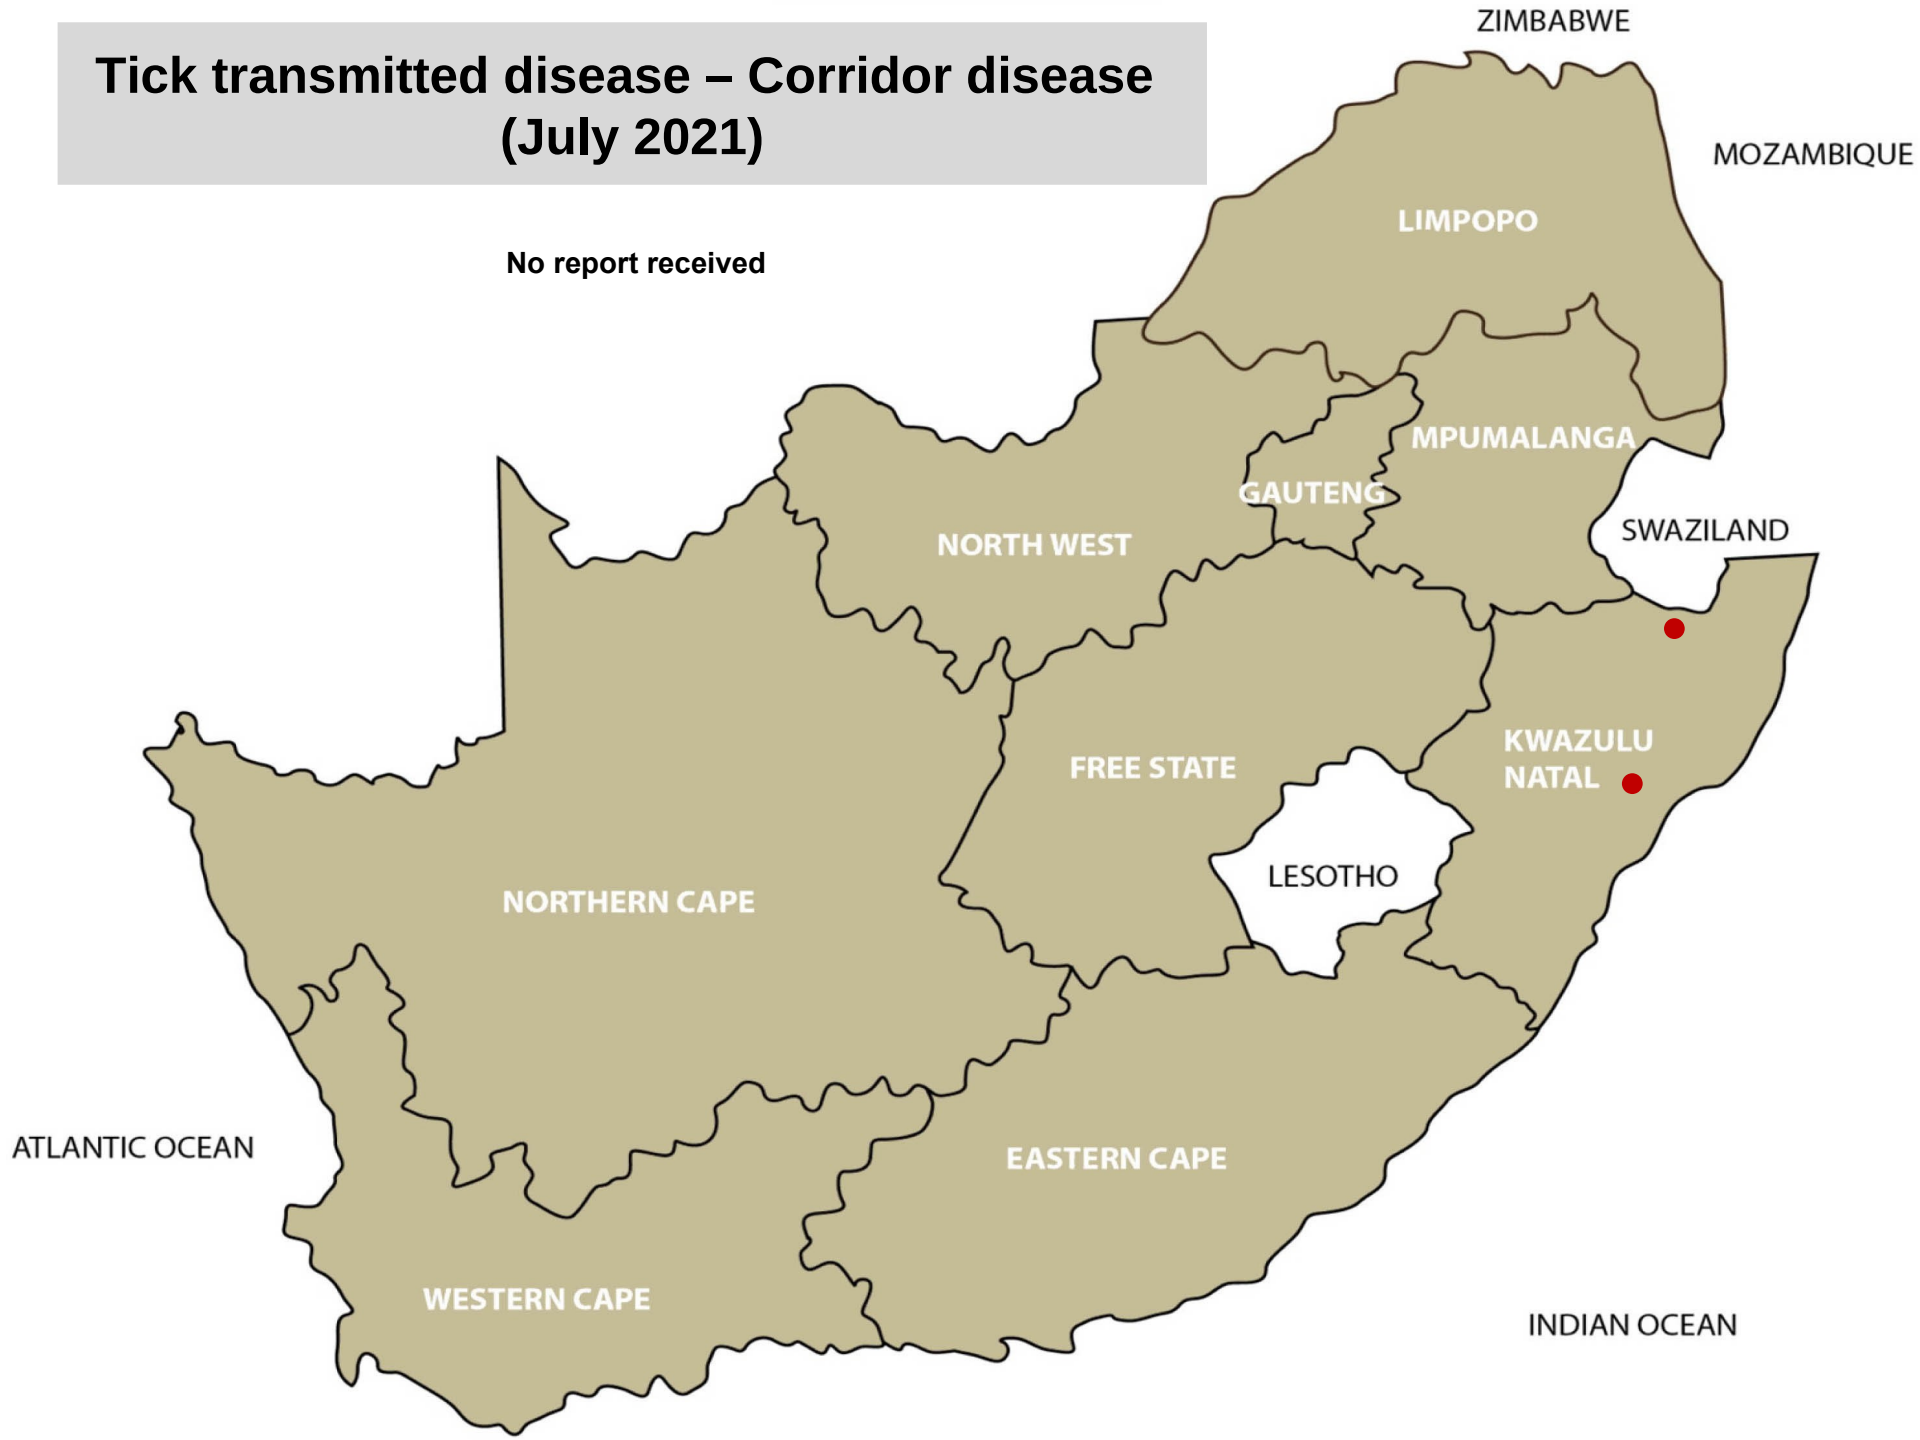 Tick transmitted disease – Corridor disease
(July 2021)
No report received
ZIMBABWE
MOZAMBIQUE
LIMPOPO
MPUMALANGA
GAUTENG
NORTH WEST
SWAZILAND
KWAZULU
NATAL
FREE STATE
LESOTHO
NORTHERN CAPE
ATLANTIC OCEAN
EASTERN CAPE
WESTERN CAPE
INDIAN OCEAN